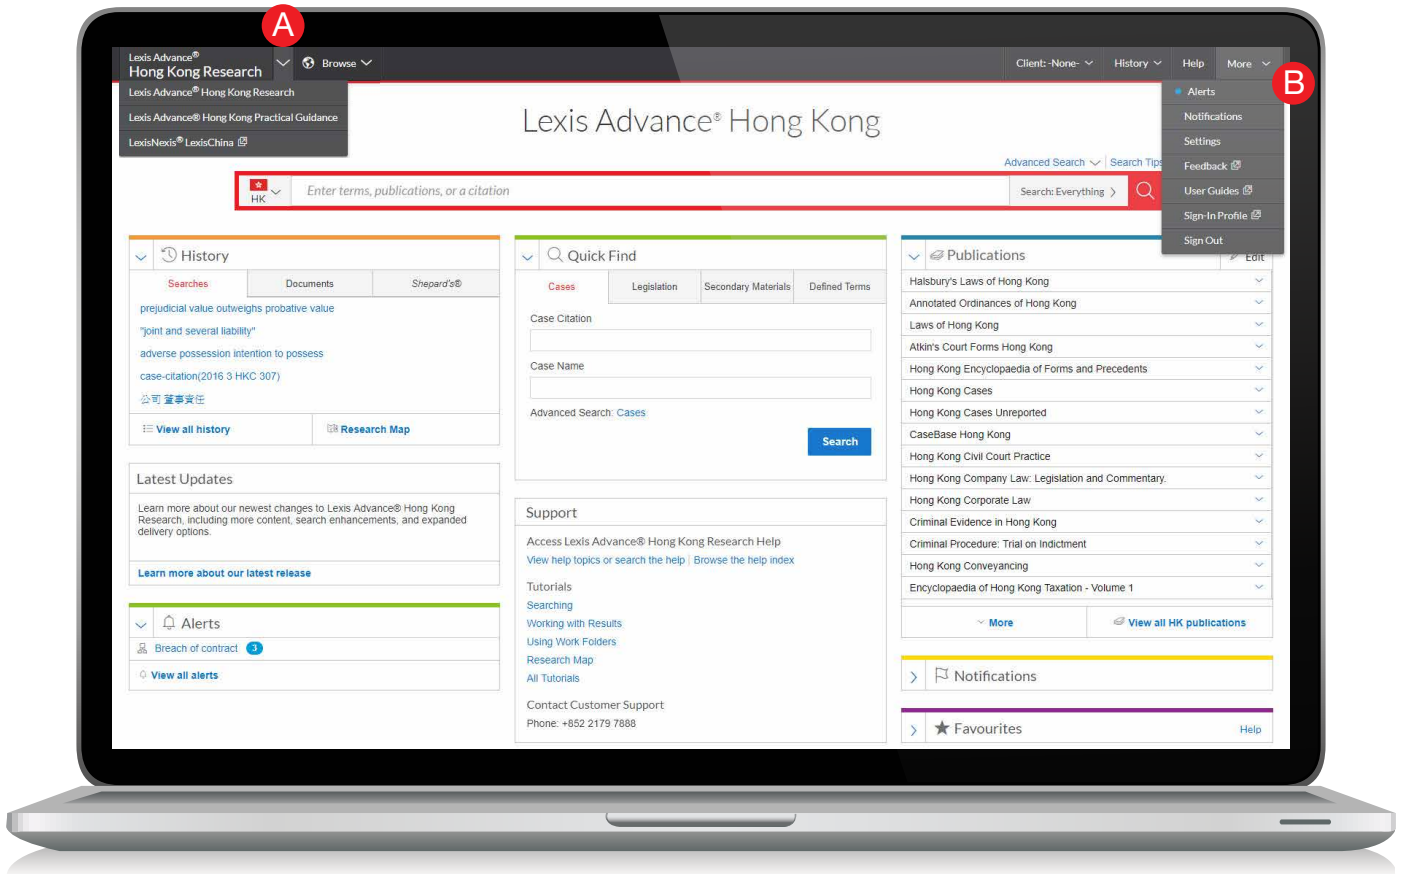 A
Lexis Advance®
Hong Kong Research
Browse
Client: -None-
History
Help
More
B
Lexis Advance® Hong Kong Research
Lexis Advance® Hong Kong Practical Guidance
LexisNexis® LexisChina
Alerts
Notifications
Settings
Feedback
User Guides
Sign-In Profile
Sign Out
Lexis Advance® Hong Kong
Advanced Search | Search Tips
HK
Enter terms, publications, or a citation
Search: Everything
History
Searches
Documents
Shepard's®
prejudicial value outweighs probative value
"joint and several liability"
adverse possession intention to possess
case-citation(2016 3 HKC 307)
公司 董事責任
View all history
Research Map
Latest Updates
Learn more about our newest changes to Lexis Advance® Hong Kong
Research, including more content, search enhancements, and expanded
delivery options.
Learn more about our latest release
Alerts
Breach of contract 3
View all alerts
Quick Find
Cases
Legislation
Secondary Materials
Defined Terms
Case Citation
Case Name
Advanced Search: Cases
Search
Support
Access Lexis Advance® Hong Kong Research Help
View help topics or search the help | Browse the help index
Tutorials
Searching
Working with Results
Using Work Folders
Research Map
All Tutorials
Contact Customer Support
Phone: +852 2179 7888
Publications
Edit
Halsbury's Laws of Hong Kong
Annotated Ordinances of Hong Kong
Laws of Hong Kong
Atkin's Court Forms Hong Kong
Hong Kong Encyclopaedia of Forms and Precedents
Hong Kong Cases
Hong Kong Cases Unreported
CaseBase Hong Kong
Hong Kong Civil Court Practice
Hong Kong Company Law: Legislation and Commentary.
Hong Kong Corporate Law
Criminal Evidence in Hong Kong
Criminal Procedure: Trial on Indictment
Hong Kong Conveyancing
Encyclopaedia of Hong Kong Taxation - Volume 1
More
View all HK publications
Notifications
Favourites
Help